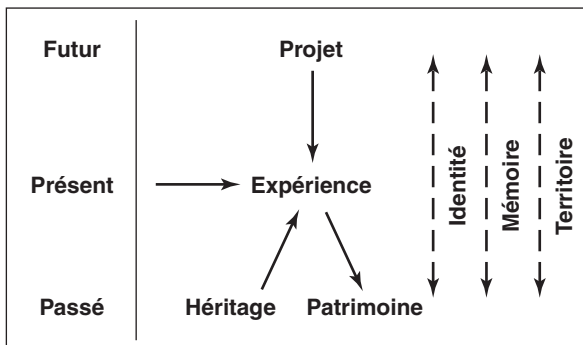 Futur Projet
Présent Expérience
Passé Héritage Patrimoine
Identité
Mémoire
Territoire